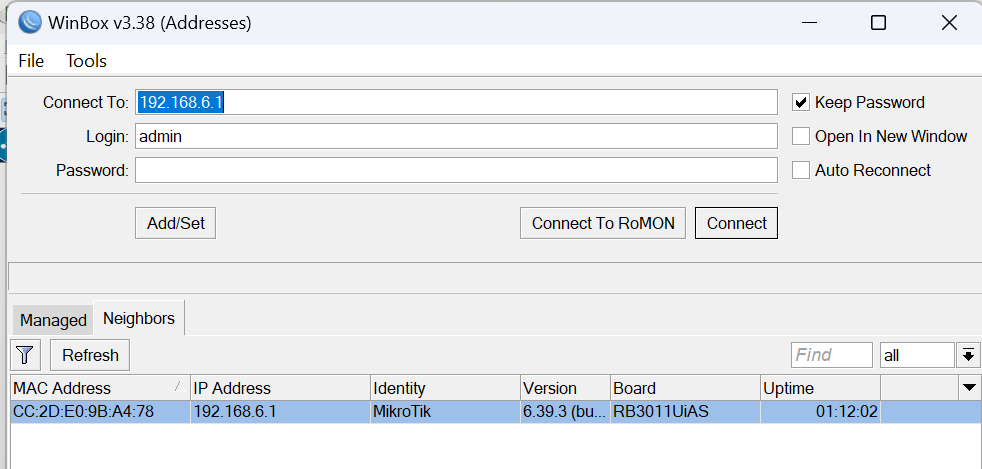 WinBox v3.38 (Addresses)
File Tools
Connect To: 192.168.6.1 Keep Password
Login: admin Open In New Window
Password: Auto Reconnect
Add/Set Connect To RoMON Connect
Managed Neighbors
Refresh Find all
MAC Address IP Address Identity Version Board Uptime
CC:2D:E0:9B:A4:78 192.168.6.1 MikroTik 6.39.3 (bu... RB3011UiAS 01:12:02